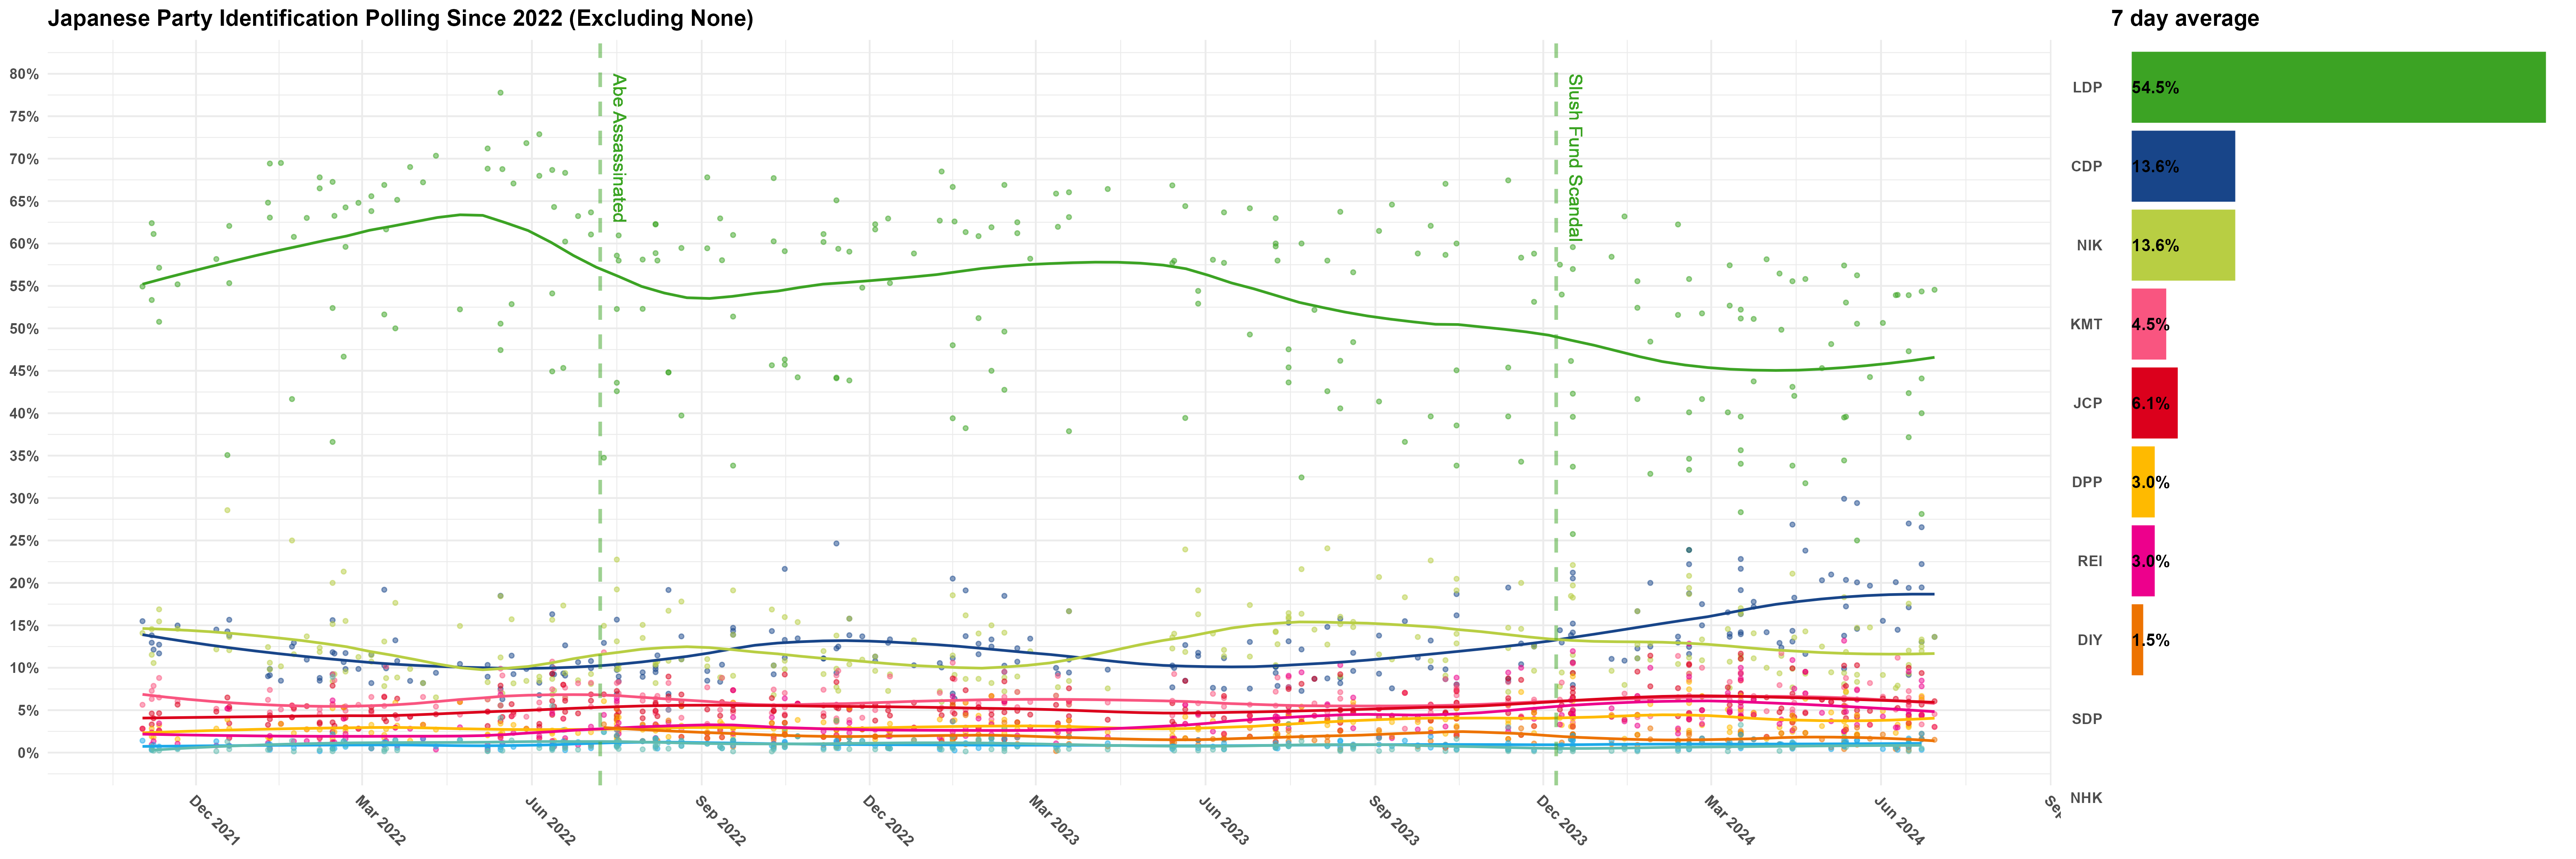 Japanese Party Identification Polling Since 2022 (Excluding None)
7 day average
80%
75%
70%
65%
60%
55%
50%
45%
40%
35%
30%
25%
20%
15%
10%
5%
0%
Abe Assassinated
Slush Fund Scandal
Dec 2021
Mar 2022
Jun 2022
Sep 2022
Dec 2022
Mar 2023
Jun 2023
Sep 2023
Dec 2023
Mar 2024
Jun 2024
LDP 54.5%
CDP 13.6%
NIK 13.6%
KMT 4.5%
JCP 6.1%
DPP 3.0%
REI 3.0%
DIY 1.5%
SDP
NHK